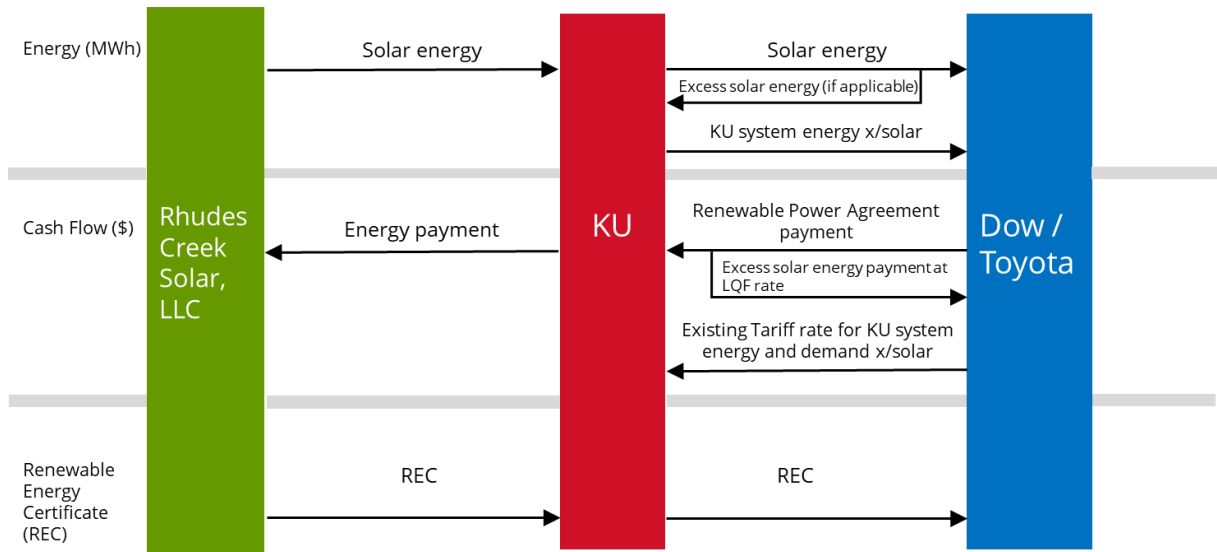 Energy (MWh)
Solar energy
Solar energy
Excess solar energy (if applicable)
KU system energy x/solar
Cash Flow ($)
Rhudes
Creek
Solar,
LLC
Energy payment
KU
Renewable Power Agreement
payment
Excess solar energy payment at
LQF rate
Dow /
Toyota
Existing Tariff rate for KU system
energy and demand x/solar
Renewable
Energy
Certificate
(REC)
REC
REC